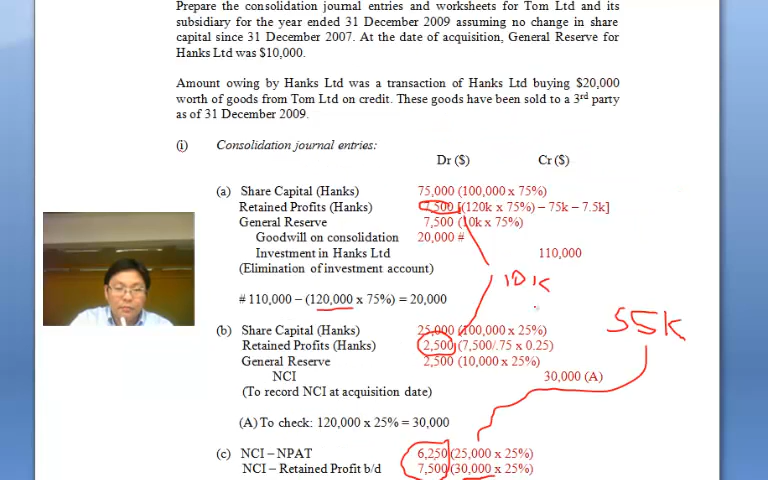 Prepare the consolidation journal entries and worksheets for Tom Ltd and its
subsidiary for the year ended 31 December 2009 assuming no change in share
capital since 31 December 2007. At the date of acquisition, General Reserve for
Hanks Ltd was $10,000.
Amount owing by Hanks Ltd was a transaction of Hanks Ltd buying $20,000
worth of goods from Tom Ltd on credit. These goods have been sold to a 3rd party
as of 31 December 2009.
(i) Consolidation journal entries:
Dr ($) Cr ($)
(a) Share Capital (Hanks) 75,000 (100,000 x 75%)
Retained Profits (Hanks) 7,500 [(120k x 75%) – 75k – 7.5k]
General Reserve 7,500 (10k x 75%)
Goodwill on consolidation 20,000 #
Investment in Hanks Ltd 110,000
(Elimination of investment account)
10K
# 110,000 – (120,000 x 75%) = 20,000
55K
(b) Share Capital (Hanks) 25,000 (100,000 x 25%)
Retained Profits (Hanks) 2,500 (7,500/.75 x 0.25)
General Reserve 2,500 (10,000 x 25%)
NCI 30,000 (A)
(To record NCI at acquisition date)
(A) To check: 120,000 x 25% = 30,000
(c) NCI – NPAT 6,250 (25,000 x 25%)
NCI – Retained Profit b/d 7,500 (30,000 x 25%)